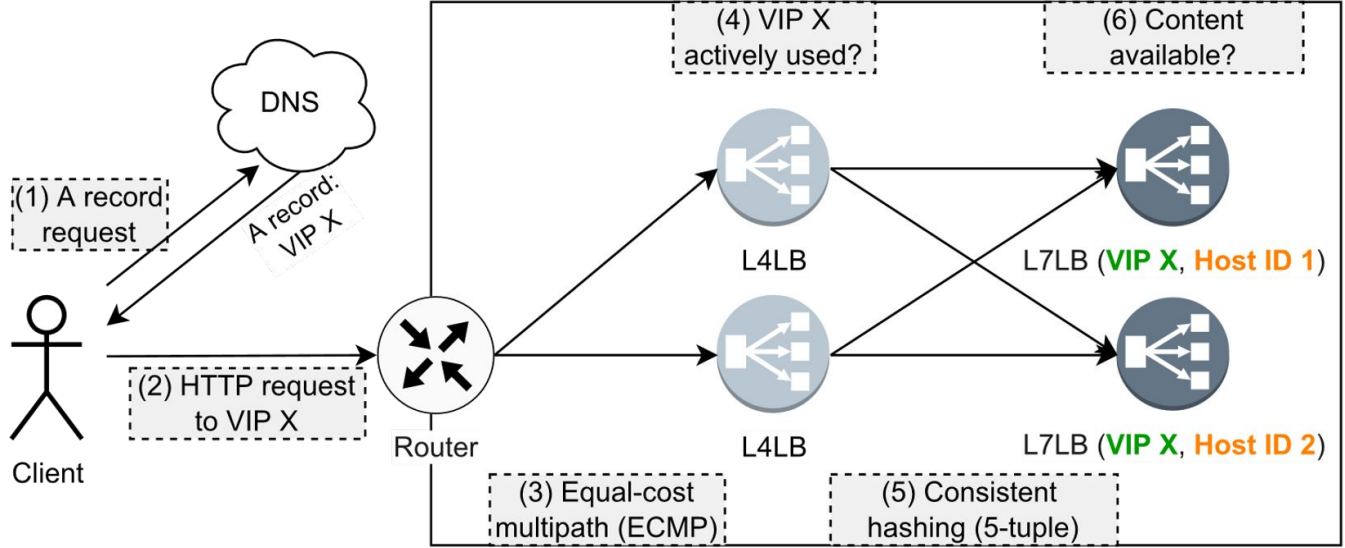 (4) VIP X
actively used?
(6) Content
available?
DNS
(1) A record
request
A record:
VIP X
L4LB
L7LB (VIP X, Host ID 1)
(2) HTTP request
to VIP X
Client
Router
L4LB
L7LB (VIP X, Host ID 2)
(3) Equal-cost
multipath (ECMP)
(5) Consistent
hashing (5-tuple)